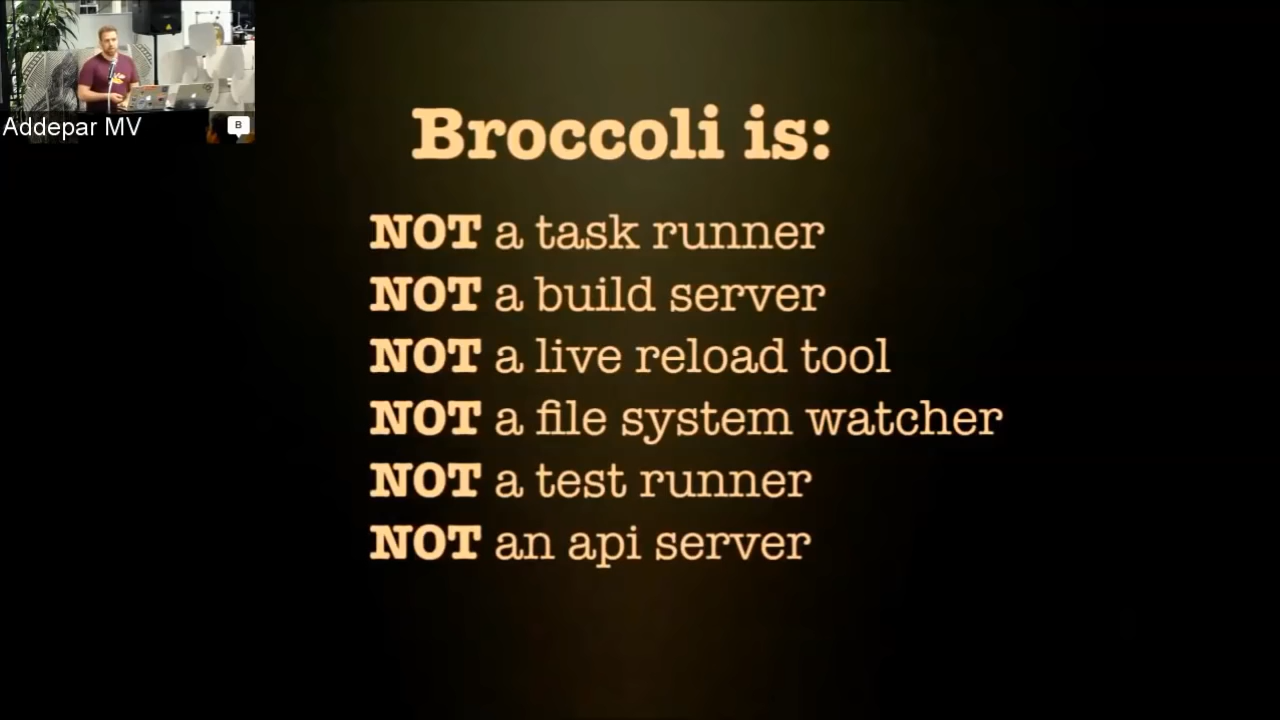 Addepar MV
B
Broccoli is:
NOT a task runner
NOT a build server
NOT a live reload tool
NOT a file system watcher
NOT a test runner
NOT an api server